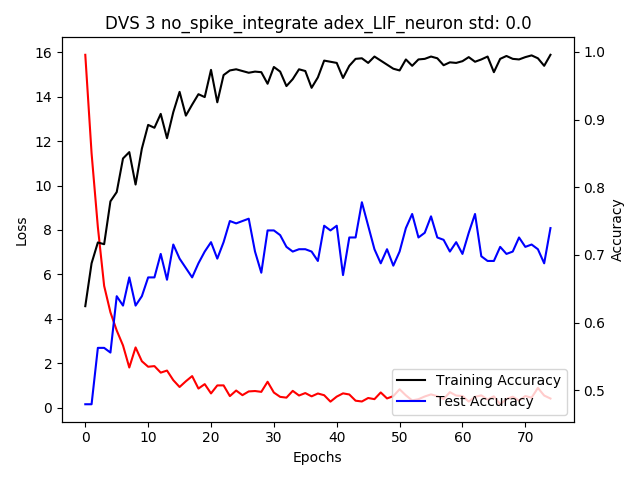 DVS 3 no_spike_integrate adex_LIF_neuron std: 0.0
16
14
12
10
8
6
4
2
0
Loss
1.0
0.9
0.8
0.7
0.6
0.5
Accuracy
Training Accuracy
Test Accuracy
0 10 20 30 40 50 60 70
Epochs